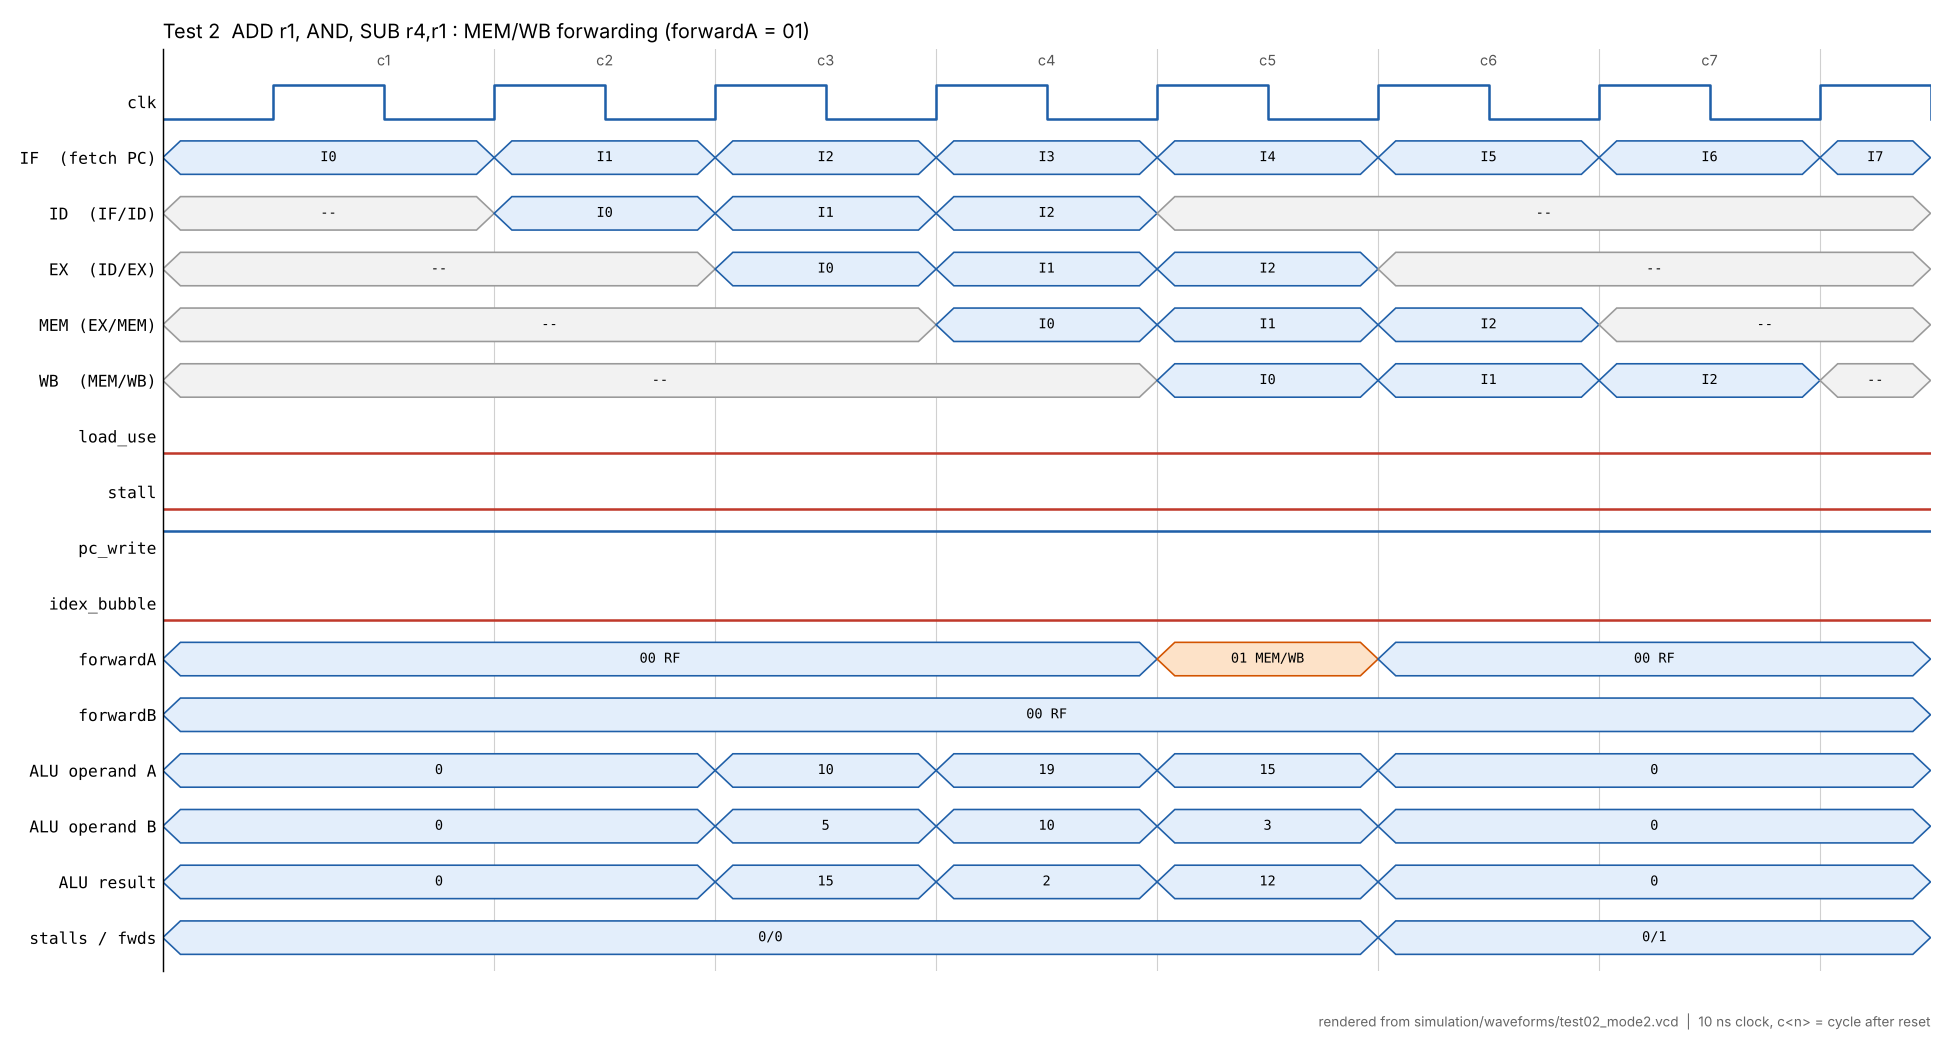 Test 2  ADD r1, AND, SUB r4,r1 : MEM/WB forwarding (forwardA = 01)
c1 c2 c3 c4 c5 c6 c7
clk
IF  (fetch PC) I0 I1 I2 I3 I4 I5 I6 I7
ID  (IF/ID) -- I0 I1 I2 --
EX  (ID/EX) -- I0 I1 I2 --
MEM (EX/MEM) -- I0 I1 I2 --
WB  (MEM/WB) -- I0 I1 I2 --
load_use
stall
pc_write
idex_bubble
forwardA 00 RF 01 MEM/WB 00 RF
forwardB 00 RF
ALU operand A 0 10 19 15 0
ALU operand B 0 5 10 3 0
ALU result 0 15 2 12 0
stalls / fwds 0/0 0/1
rendered from simulation/waveforms/test02_mode2.vcd | 10 ns clock, c<n> = cycle after reset